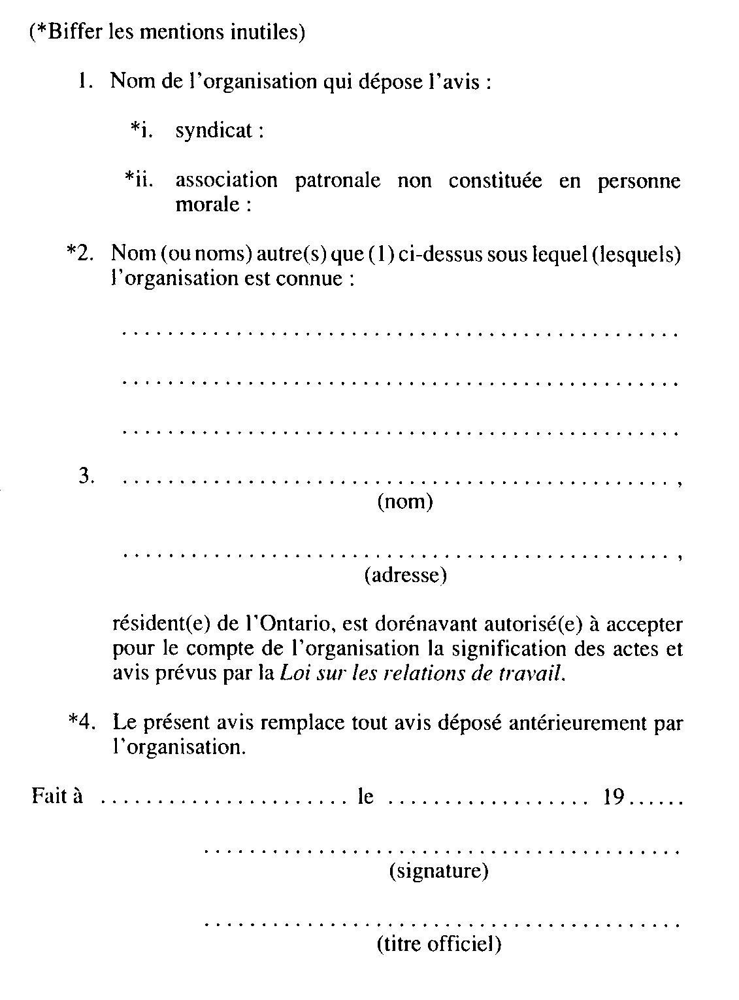 (*Biffer les mentions inutiles)
1. Nom de l'organisation qui dépose l'avis :
*i. syndicat :
*ii. association patronale non constituée en personne
morale :
*2. Nom (ou noms) autre(s) que (1) ci-dessus sous lequel (lesquels)
l'organisation est connue :
. . . . . . . . . . . . . . . . . . . . . . . . . . . . . . . . . . . . . . . . . . . . . . . . .
. . . . . . . . . . . . . . . . . . . . . . . . . . . . . . . . . . . . . . . . . . . . . . . . .
. . . . . . . . . . . . . . . . . . . . . . . . . . . . . . . . . . . . . . . . . . . . . . . . .
3. . . . . . . . . . . . . . . . . . . . . . . . . . . . . . . . . . . . . . . . . . . . . . . . . ,
(nom)
. . . . . . . . . . . . . . . . . . . . . . . . . . . . . . . . . . . . . . . . . . . . . . . . ,
(adresse)
résident(e) de l'Ontario, est dorénavant autorisé(e) à accepter
pour le compte de l'organisation la signification des actes et
avis prévus par la Loi sur les relations de travail.
*4. Le présent avis remplace tout avis déposé antérieurement par
l'organisation.
Fait à . . . . . . . . . . . . . . . . . . . . . . le . . . . . . . . . . . . . . . . . . 19 . . . . . .
. . . . . . . . . . . . . . . . . . . . . . . . . . . . . . . . . . . . . . . . . .
(signature)
. . . . . . . . . . . . . . . . . . . . . . . . . . . . . . . . . . . . . . . . . .
(titre officiel)